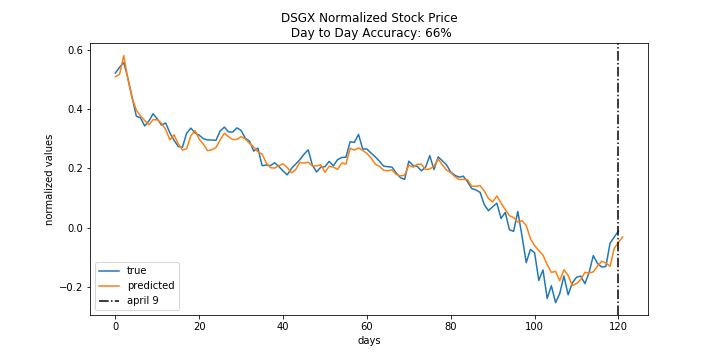 DSGX Normalized Stock Price
Day to Day Accuracy: 66%
normalized values
0.6
0.4
0.2
0.0
−0.2
true
predicted
april 9
0 20 40 60 80 100 120
days